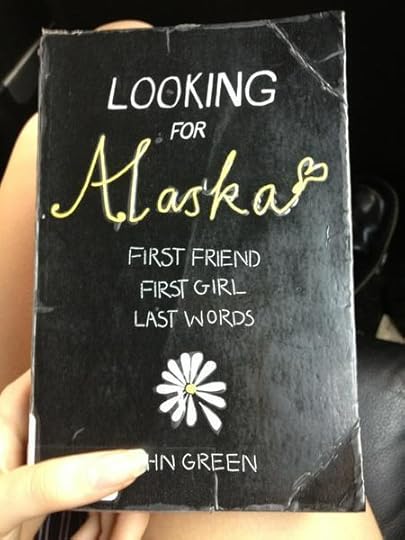 LOOKING
FOR
Alaska
FIRST FRIEND
FIRST GIRL
LAST WORDS
HN GREEN